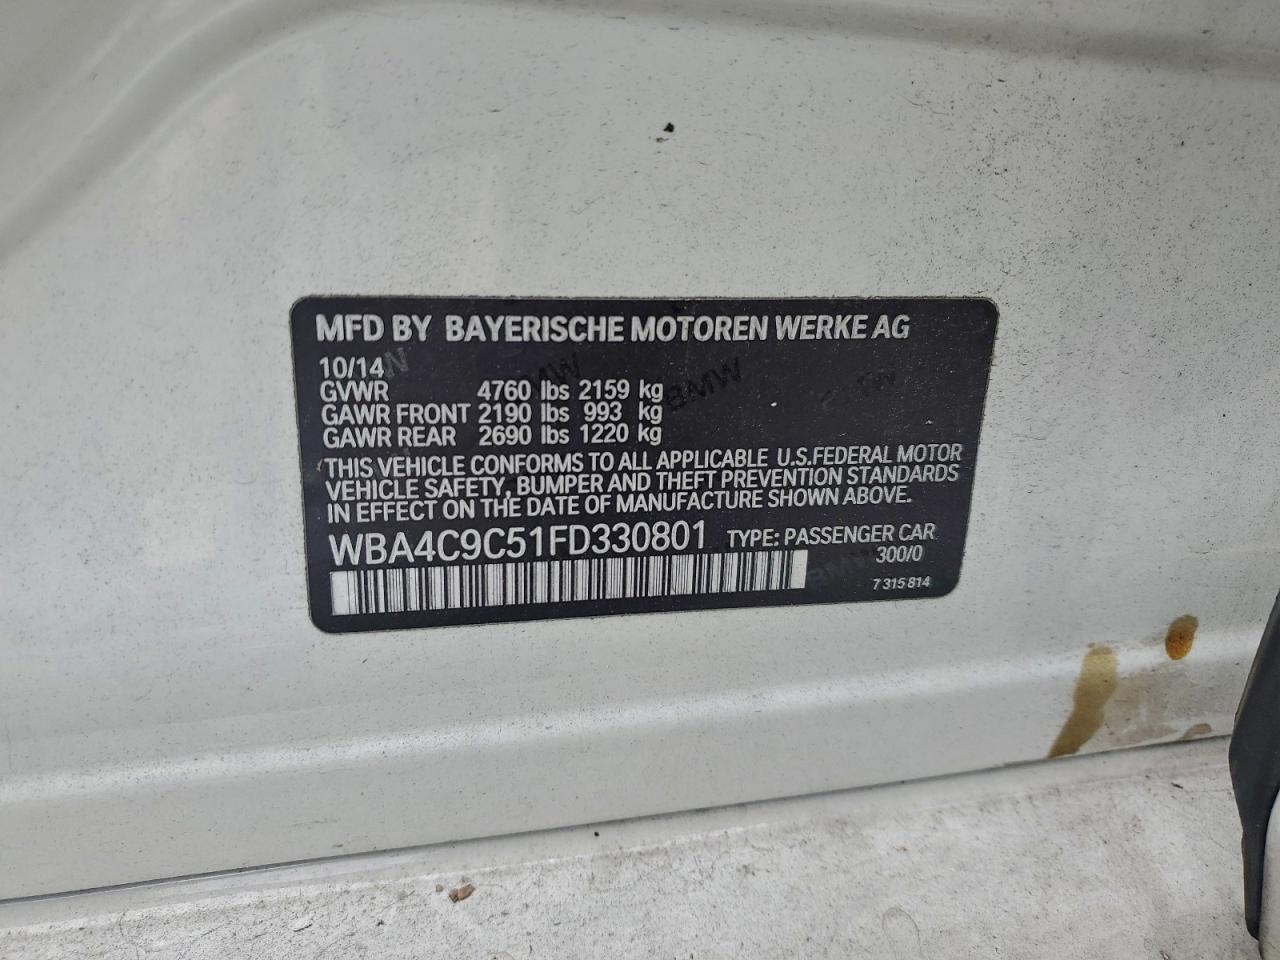 MFD BY BAYERISCHE MOTOREN WERKE AG
10/14
GVWR 4760 lbs 2159 kg
GAWR FRONT 2190 lbs 993 kg
GAWR REAR 2690 lbs 1220 kg
THIS VEHICLE CONFORMS TO ALL APPLICABLE U.S.FEDERAL MOTOR
VEHICLE SAFETY, BUMPER AND THEFT PREVENTION STANDARDS
IN EFFECT ON THE DATE OF MANUFACTURE SHOWN ABOVE.
WBA4C9C51FD330801 TYPE: PASSENGER CAR
300/0
7 315 814
BMW
BMW
BMW